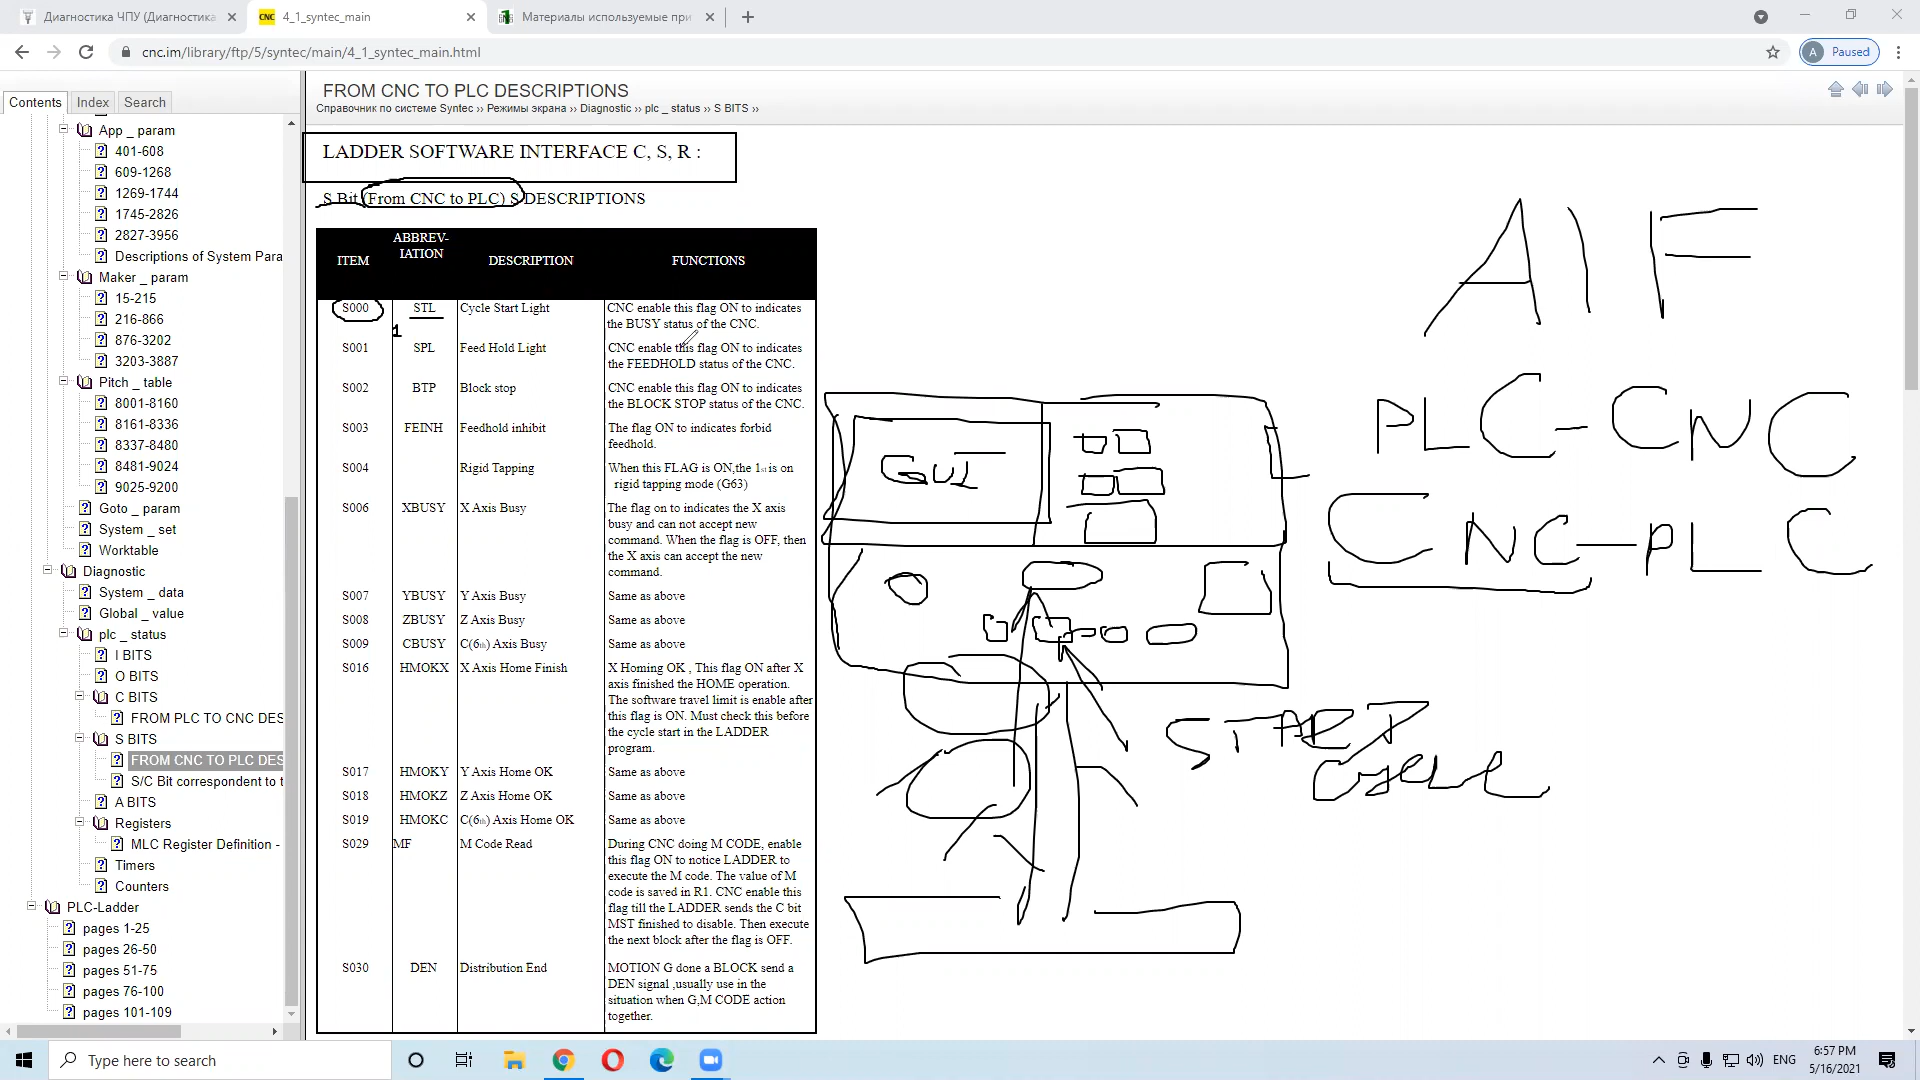 Диагностика ЧПУ (Диагностика
CNC 4_1_syntec_main
Материалы используемые при
cnc.im/library/ftp/5/syntec/main/4_1_syntec_main.html
A Paused
Contents Index Search
App _ param
401-608
609-1268
1269-1744
1745-2826
2827-3956
Descriptions of System Para
Maker _ param
15-215
216-866
876-3202
3203-3887
Pitch _ table
8001-8160
8161-8336
8337-8480
8481-9024
9025-9200
Goto _ param
System _ set
Worktable
Diagnostic
System _ data
Global _ value
plc _ status
I BITS
O BITS
C BITS
FROM PLC TO CNC DES
S BITS
FROM CNC TO PLC DES
S/C Bit correspondent to t
A BITS
Registers
MLC Register Definition -
Timers
Counters
PLC-Ladder
pages 1-25
pages 26-50
pages 51-75
pages 76-100
pages 101-109
FROM CNC TO PLC DESCRIPTIONS
Справочник по системе Syntec ›› Режимы экрана ›› Diagnostic ›› plc _ status ›› S BITS ››
LADDER SOFTWARE INTERFACE C, S, R :
S Bit (From CNC to PLC) S DESCRIPTIONS
ITEM ABBREV-IATION DESCRIPTION FUNCTIONS
S000 STL Cycle Start Light CNC enable this flag ON to indicates
the BUSY status of the CNC.
1
S001 SPL Feed Hold Light CNC enable this flag ON to indicates
the FEEDHOLD status of the CNC.
S002 BTP Block stop CNC enable this flag ON to indicates
the BLOCK STOP status of the CNC.
S003 FEINH Feedhold inhibit The flag ON to indicates forbid
feedhold.
S004 Rigid Tapping When this FLAG is ON,the 1st is on
rigid tapping mode (G63)
S006 XBUSY X Axis Busy The flag on to indicates the X axis
busy and can not accept new
command. When the flag is OFF, then
the X axis can accept the new
command.
S007 YBUSY Y Axis Busy Same as above
S008 ZBUSY Z Axis Busy Same as above
S009 CBUSY C(6th) Axis Busy Same as above
S016 HMOKX X Axis Home Finish X Homing OK , This flag ON after X
axis finished the HOME operation.
The software travel limit is enable after
this flag is ON. Must check this before
the cycle start in the LADDER
program.
S017 HMOKY Y Axis Home OK Same as above
S018 HMOKZ Z Axis Home OK Same as above
S019 HMOKC C(6th) Axis Home OK Same as above
S029 MF M Code Read During CNC doing M CODE, enable
this flag ON to notice LADDER to
execute the M code. The value of M
code is saved in R1. CNC enable this
flag till the LADDER sends the C bit
MST finished to disable. Then execute
the next block after the flag is OFF.
S030 DEN Distribution End MOTION G done a BLOCK send a
DEN signal ,usually use in the
situation when G,M CODE action
together.
GUI
PLC-CNC
CNC-PLC
START
Type here to search
ENG
6:57 PM
5/16/2021